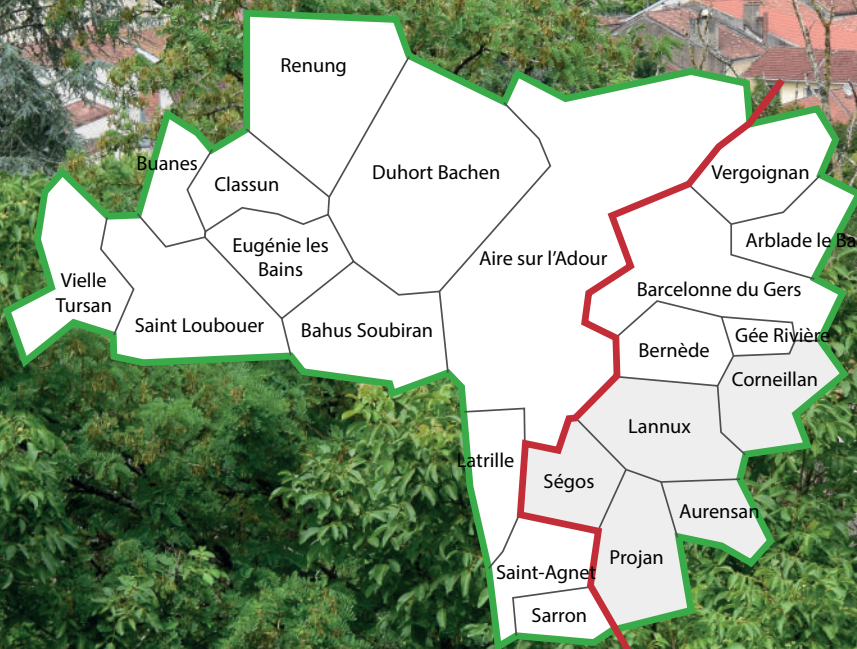 Renung
Buanes
Classun
Duhort Bachen
Vergoignan
Arblade le Ba
Eugénie les
Bains
Aire sur l'Adour
Vielle
Tursan
Barcelonne du Gers
Saint Loubouer
Bahus Soubiran
Gée Rivière
Bernède
Corneillan
Lannux
Latrille
Ségos
Aurensan
Projan
Saint-Agnet
Sarron